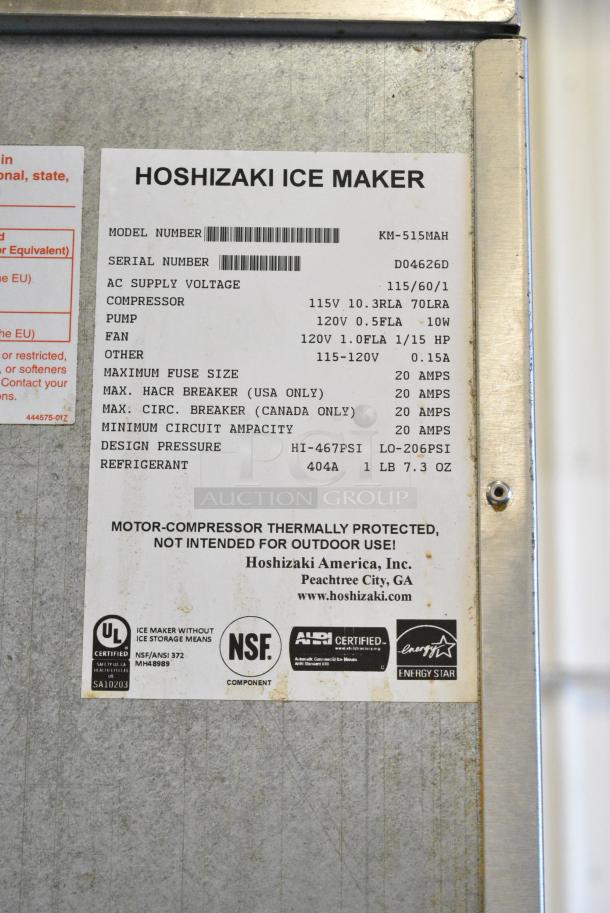 in
onal, state,
d
or Equivalent)
he EU)
he EU)
or restricted,
, or softeners
Contact your
ons.
444575-01Z
HOSHIZAKI ICE MAKER
MODEL NUMBER KM-515MAH
SERIAL NUMBER D04626D
AC SUPPLY VOLTAGE 115/60/1
COMPRESSOR 115V 10.3RLA 70LRA
PUMP 120V 0.5FLA 10W
FAN 120V 1.0FLA 1/15 HP
OTHER 115-120V 0.15A
MAXIMUM FUSE SIZE 20 AMPS
MAX. HACR BREAKER (USA ONLY) 20 AMPS
MAX. CIRC. BREAKER (CANADA ONLY) 20 AMPS
MINIMUM CIRCUIT AMPACITY 20 AMPS
DESIGN PRESSURE HI-467PSI LO-206PSI
REFRIGERANT 404A 1 LB 7.3 OZ
PCI
AUCTION GROUP
MOTOR-COMPRESSOR THERMALLY PROTECTED,
NOT INTENDED FOR OUTDOOR USE!
Hoshizaki America, Inc.
Peachtree City, GA
www.hoshizaki.com
UL
CERTIFIED
SAFETY US-CA
SA10203
ICE MAKER WITHOUT
ICE STORAGE MEANS
NSF/ANSI 372
MH48989
NSF.
COMPONENT
AHRI CERTIFIED
www.ahridirectory.org
energy
ENERGY STAR